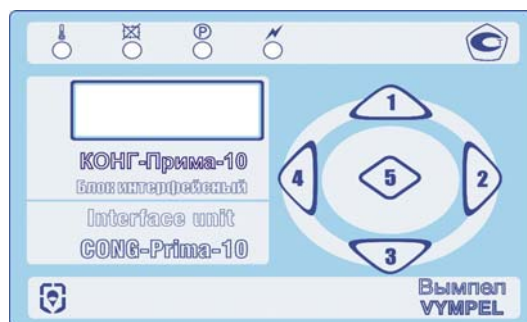 P
КОНГ-Прима-10
Блок интерфейсный
Interface unit
CONG-Prima-10
1
4
5
2
3
Вымпел
VYMPEL